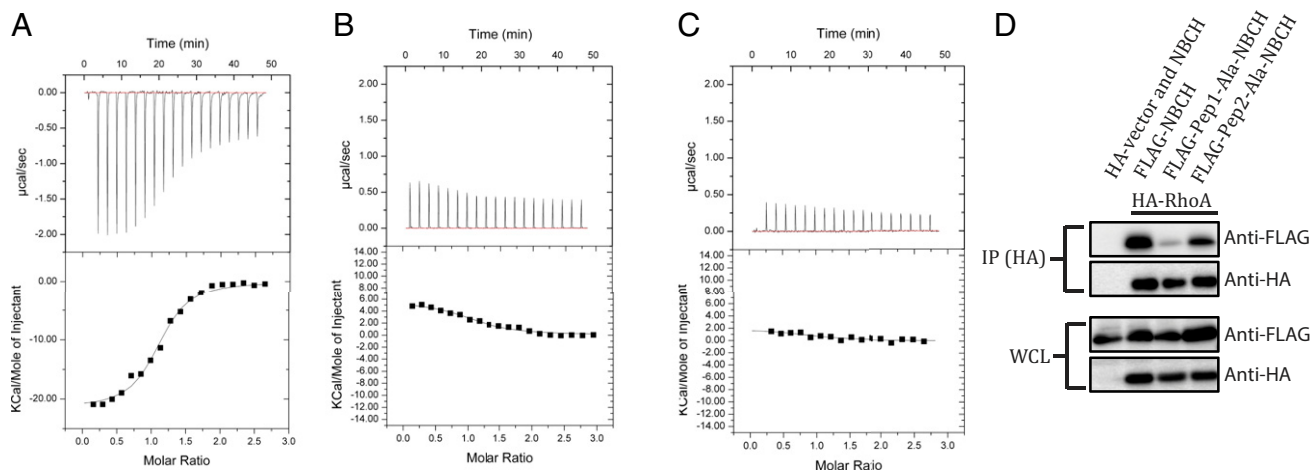 A
Time (min)
0 10 20 30 40 50
0.00
-0.50
-1.00
-1.50
-2.00
µcal/sec
0.00
-10.00
-20.00
KCal/Mole of Injectant
0.0 0.5 1.0 1.5 2.0 2.5 3.0
Molar Ratio
B
Time (min)
0 10 20 30 40 50
2.00
1.50
1.00
0.50
0.00
µcal/sec
14.00
12.00
10.00
8.00
6.00
4.00
2.00
0.00
-2.00
-4.00
-6.00
-8.00
-10.00
-12.00
-14.00
KCal/Mole of Injectant
0.0 0.5 1.0 1.5 2.0 2.5 3.0
Molar Ratio
C
Time (min)
0 10 20 30 40 50
2.00
1.50
1.00
0.50
0.00
µcal/sec
14.00
12.00
10.00
8.00
6.00
4.00
2.00
0.00
-2.00
-4.00
-6.00
-8.00
-10.00
-12.00
-14.00
KCal/Mole of Injectant
0.0 0.5 1.0 1.5 2.0 2.5 3.0
Molar Ratio
D
HA-vector and NBCH
FLAG-NBCH
FLAG-Pep1-Ala-NBCH
FLAG-Pep2-Ala-NBCH
HA-RhoA
IP (HA)
Anti-FLAG
Anti-HA
WCL
Anti-FLAG
Anti-HA